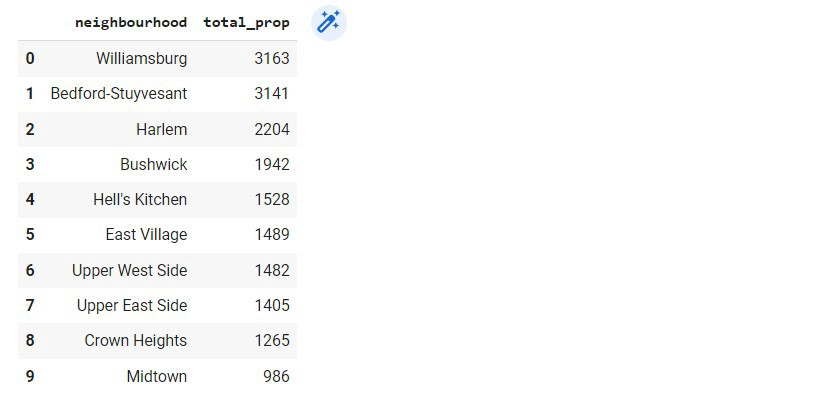 neighbourhood total_prop
0 Williamsburg 3163
1 Bedford-Stuyvesant 3141
2 Harlem 2204
3 Bushwick 1942
4 Hell's Kitchen 1528
5 East Village 1489
6 Upper West Side 1482
7 Upper East Side 1405
8 Crown Heights 1265
9 Midtown 986